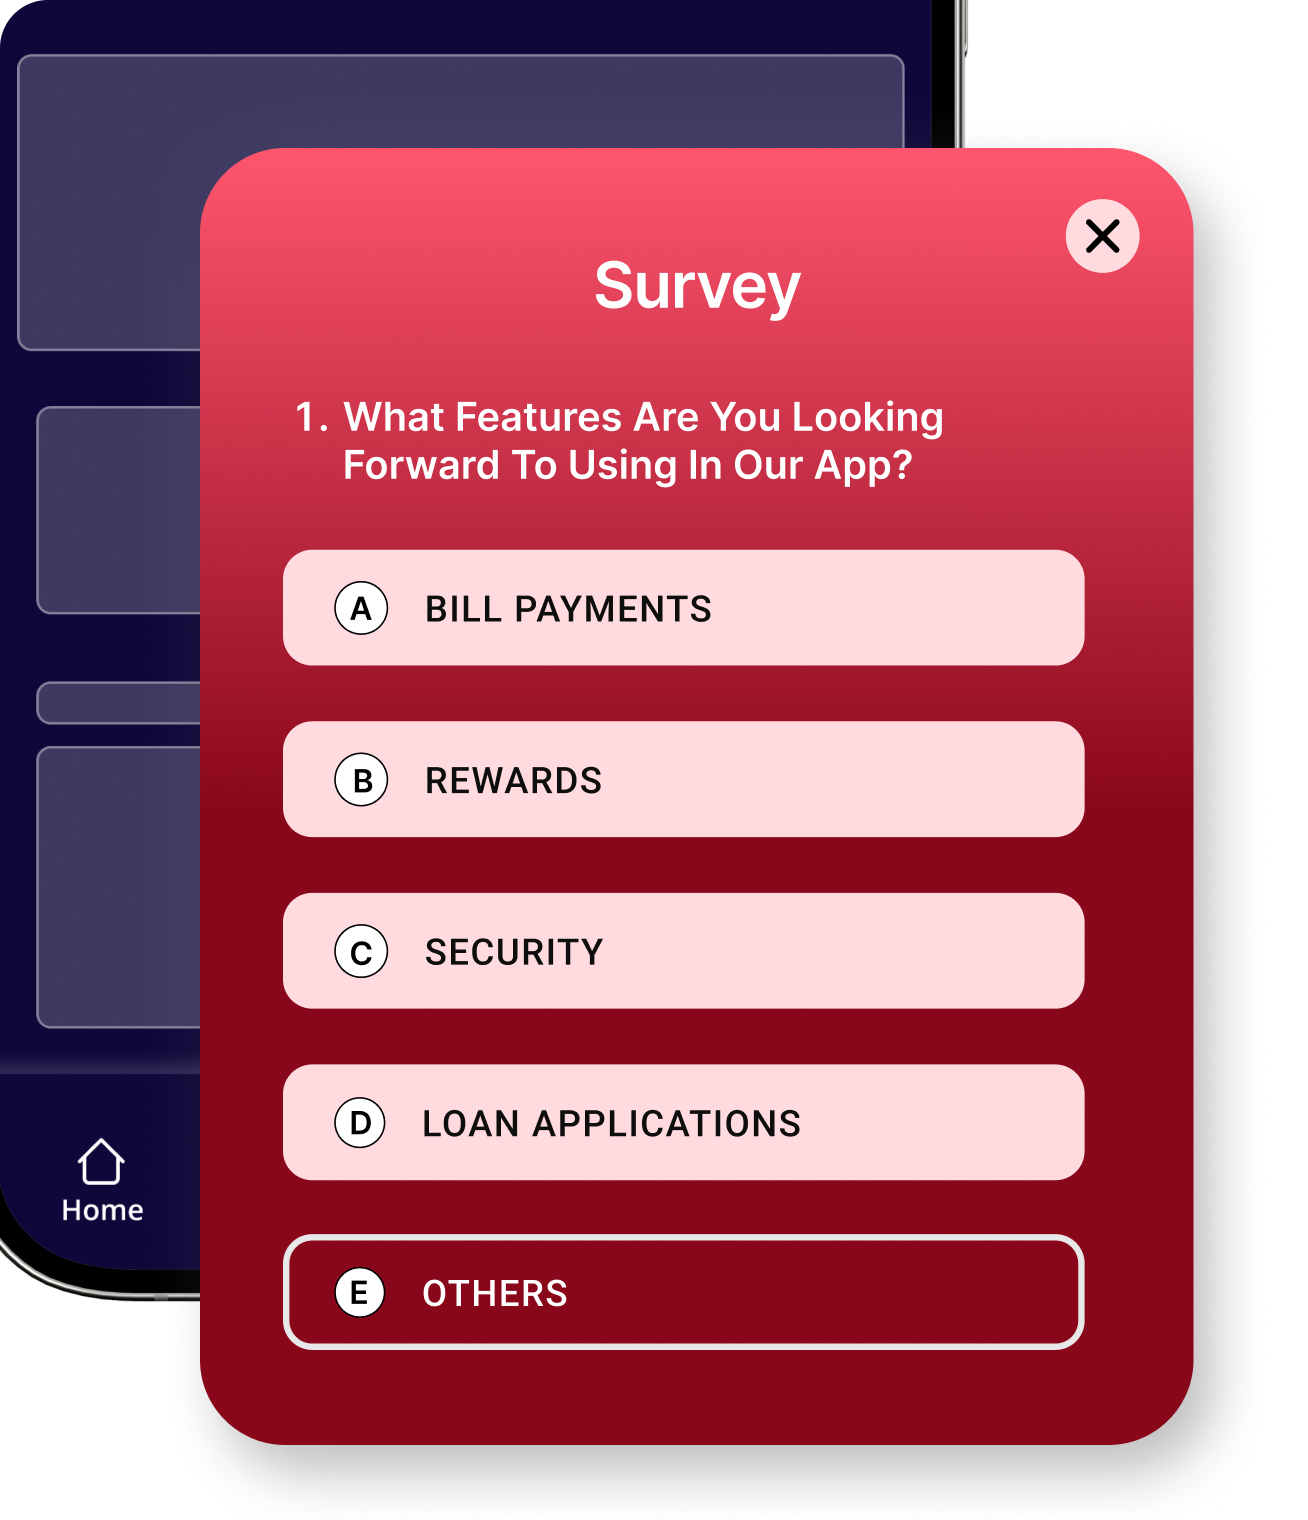 Survey
1. What Features Are You Looking
Forward To Using In Our App?
A BILL PAYMENTS
B REWARDS
C SECURITY
D LOAN APPLICATIONS
E OTHERS
Home